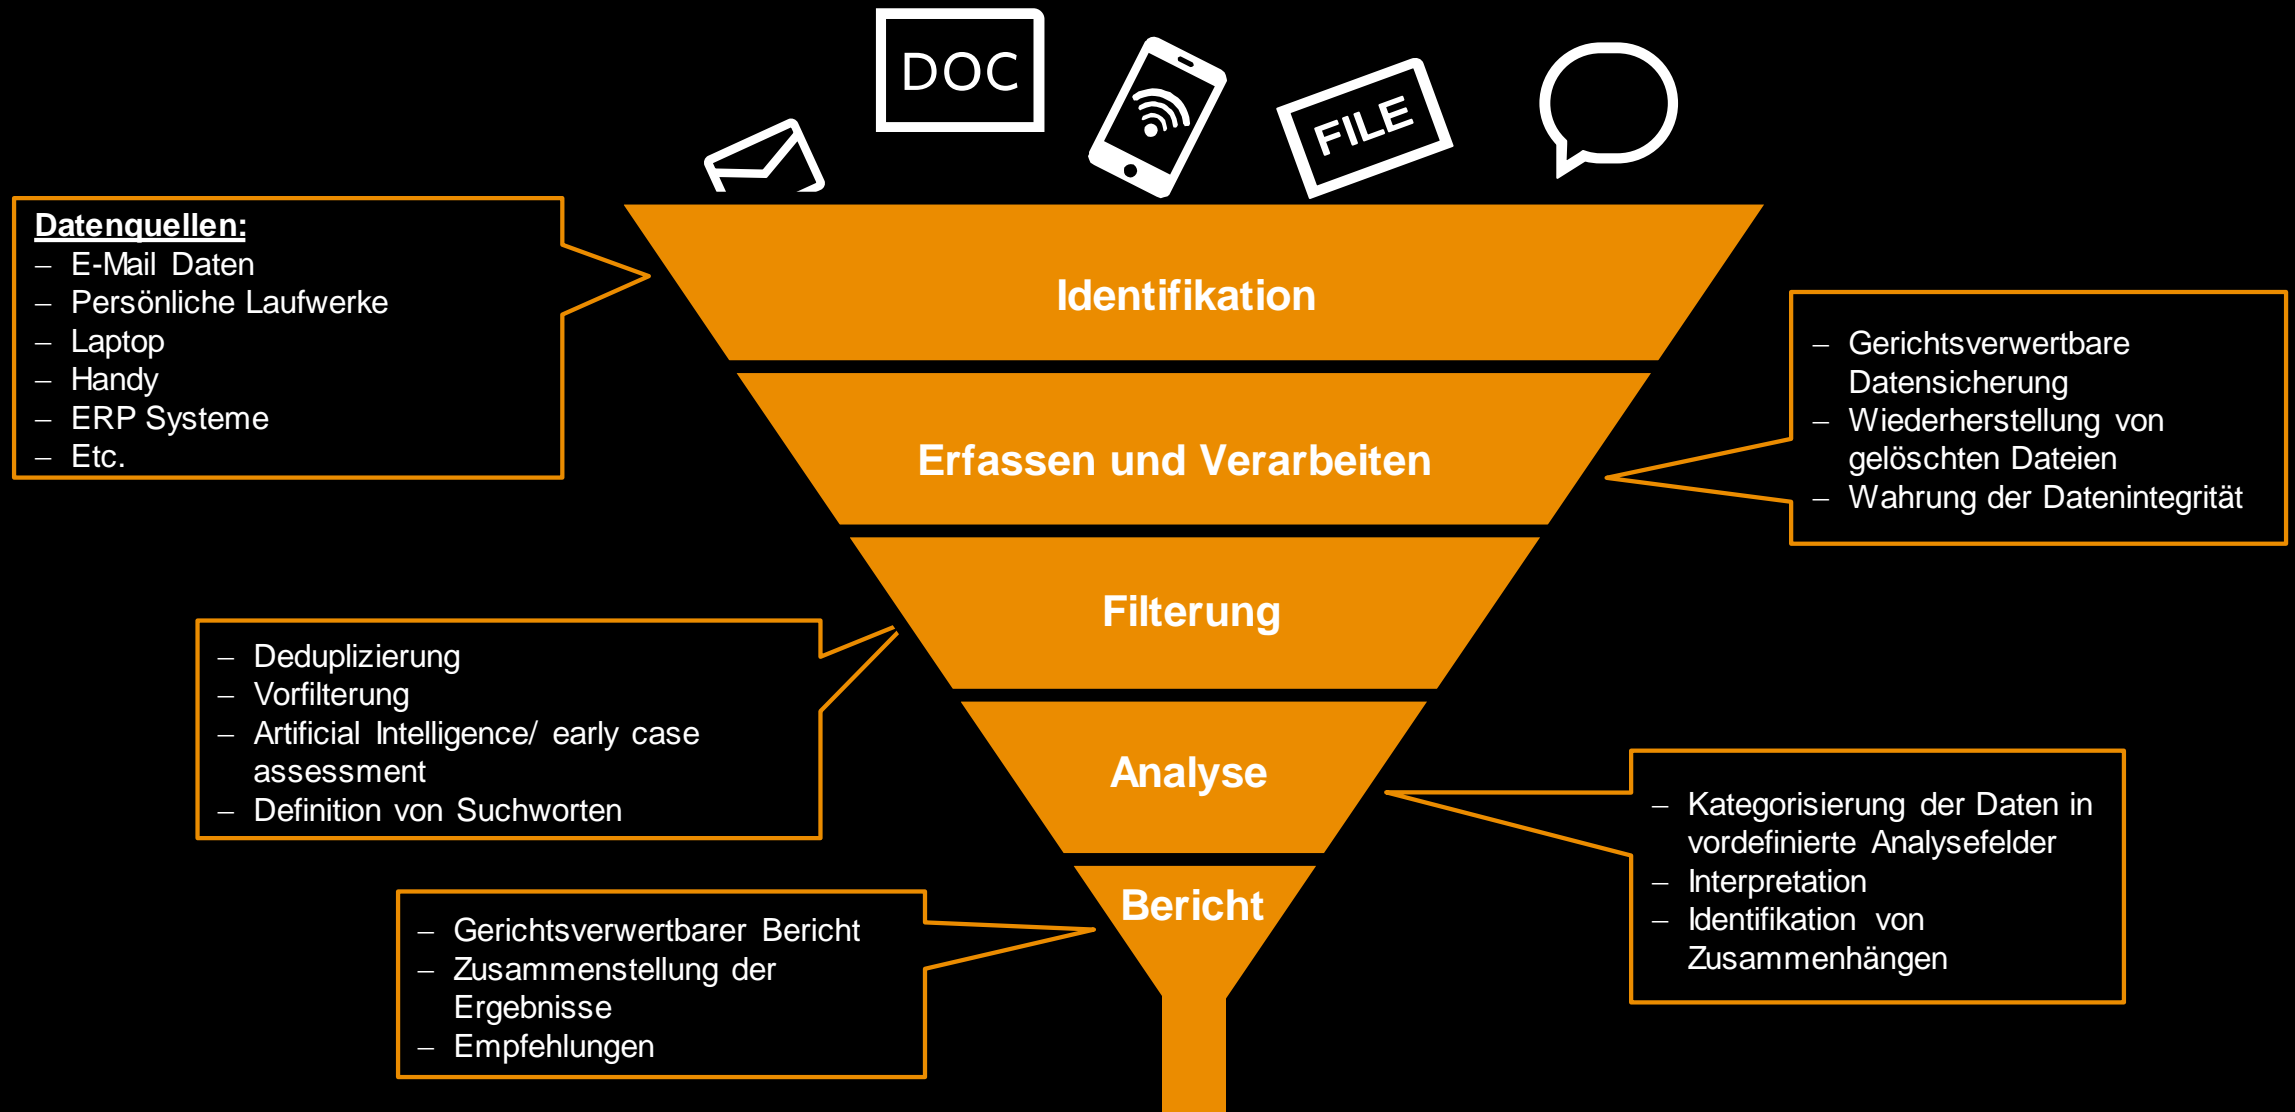 DOC
FILE
Datenquellen:
– E-Mail Daten
– Persönliche Laufwerke
– Laptop
– Handy
– ERP Systeme
– Etc.
Identifikation
– Gerichtsverwertbare
Datensicherung
– Wiederherstellung von
gelöschten Dateien
– Wahrung der Datenintegrität
Erfassen und Verarbeiten
Filterung
– Deduplizierung
– Vorfilterung
– Artificial Intelligence/ early case
assessment
– Definition von Suchworten
Analyse
– Kategorisierung der Daten in
vordefinierte Analysefelder
– Interpretation
– Identifikation von
Zusammenhängen
Bericht
– Gerichtsverwertbarer Bericht
– Zusammenstellung der
Ergebnisse
– Empfehlungen